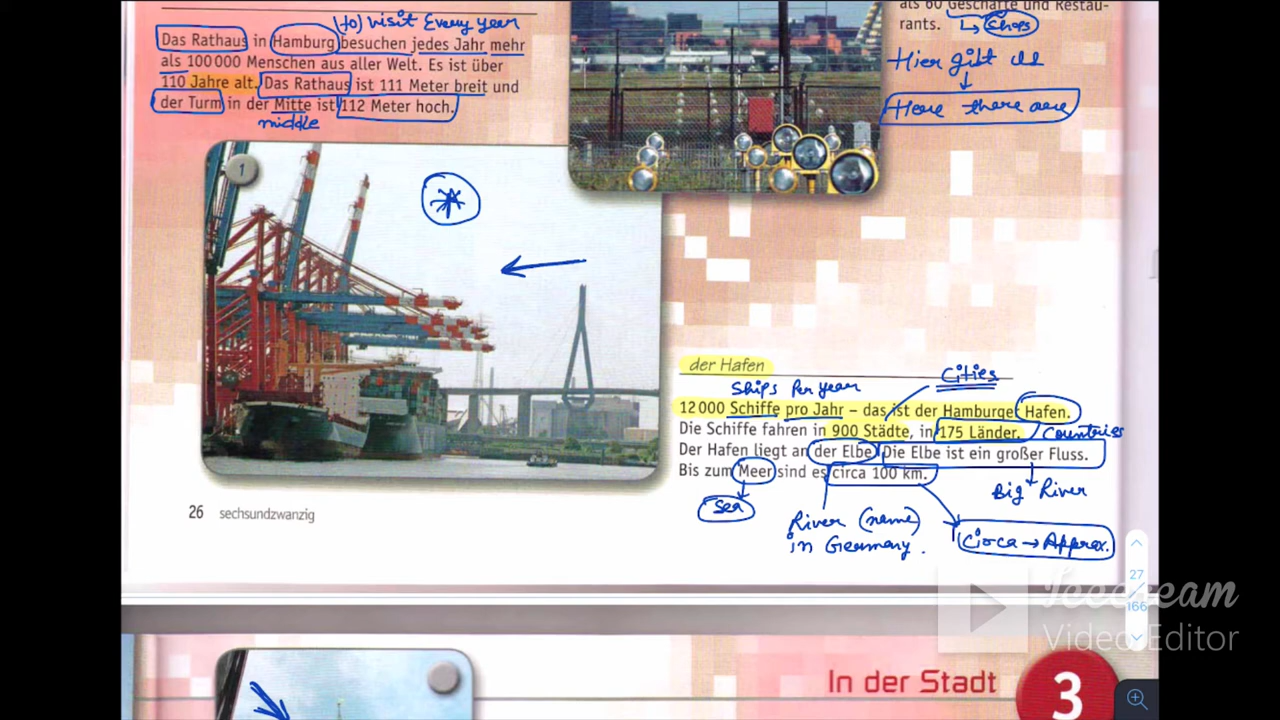 (to) visit Every year
Das Rathaus in Hamburg besuchen jedes Jahr mehr
als 100 000 Menschen aus aller Welt. Es ist über
110 Jahre alt. Das Rathaus ist 111 Meter breit und
der Turm in der Mitte ist 112 Meter hoch.
middle
als 60 Geschäfte und Restau-
rants.
Shops
Hier gibt es
Here there are
1
der Hafen
Cities
Ships Per year
12 000 Schiffe pro Jahr – das ist der Hamburger Hafen.
Die Schiffe fahren in 900 Städte, in 175 Länder.
Countries
Der Hafen liegt an der Elbe. Die Elbe ist ein großer Fluss.
Bis zum Meer sind es circa 100 km.
Big River
Sea
River (name)
in Germany.
Circa → Approx.
26 sechsundzwanzig
27
166
Icecream
Video Editor
In der Stadt
3